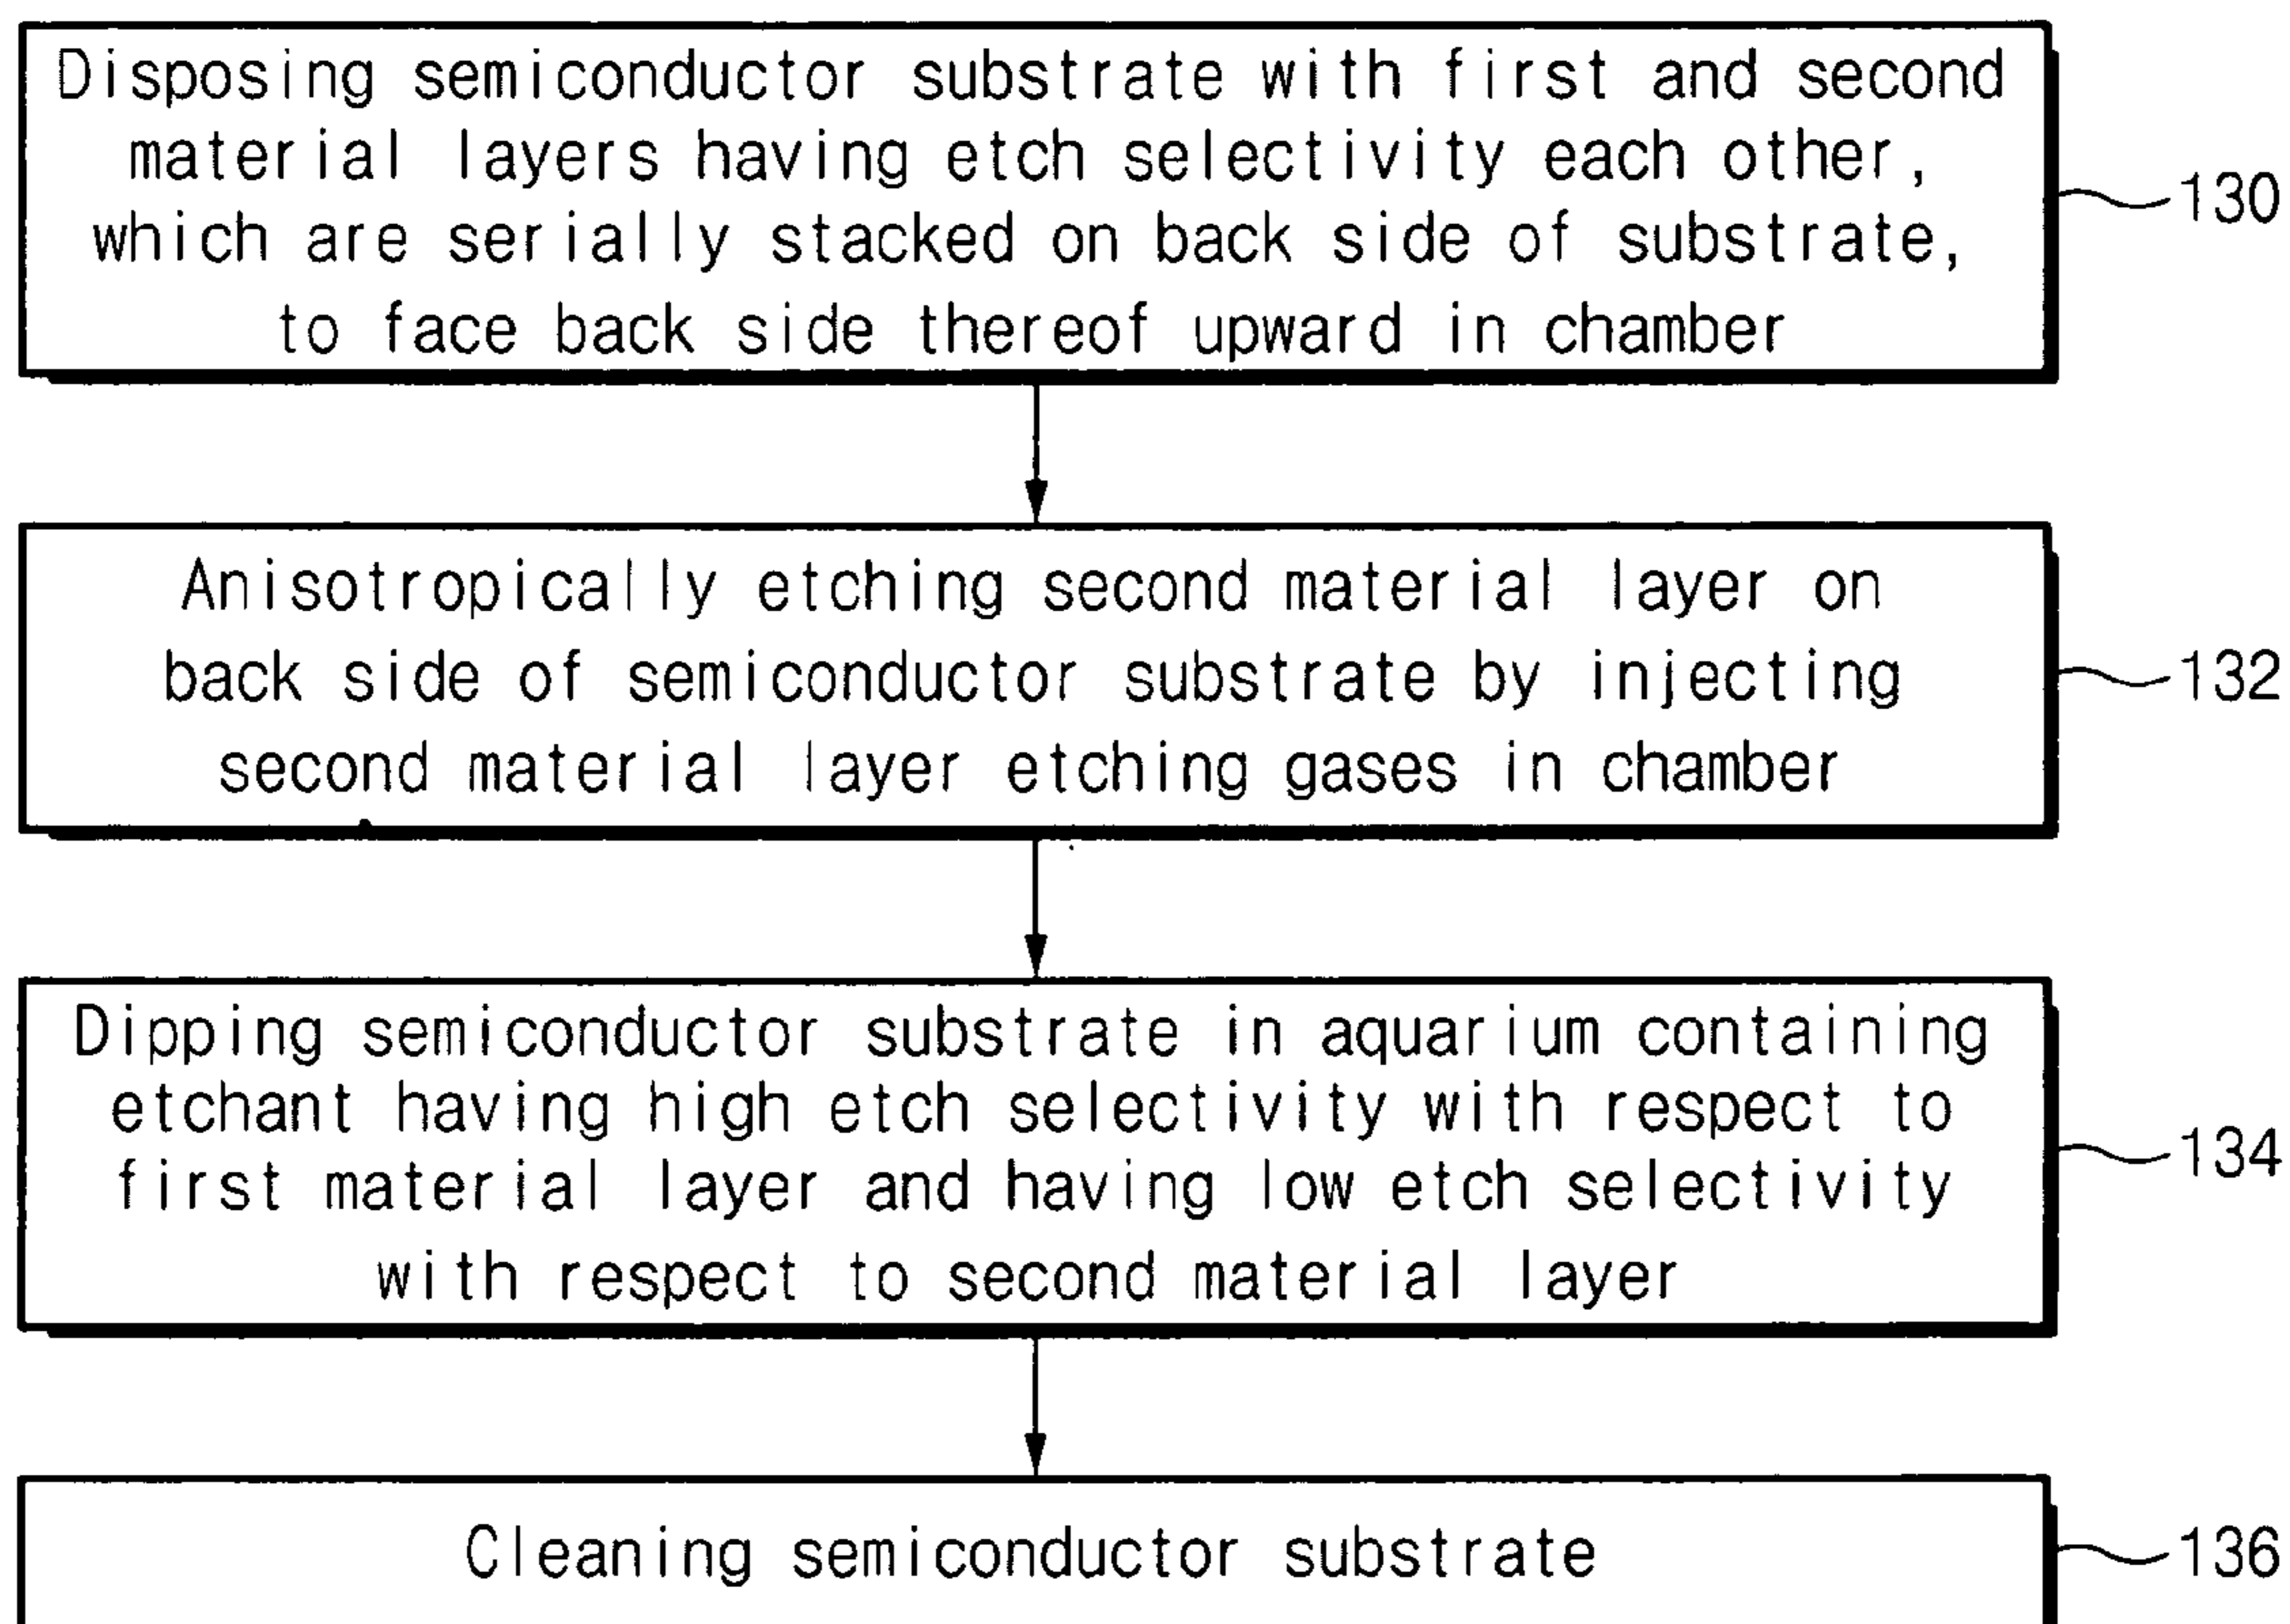 Disposing semiconductor substrate with first and second
material layers having etch selectivity each other,
which are serially stacked on back side of substrate,
to face back side thereof upward in chamber
130
Anisotropically etching second material layer on
back side of semiconductor substrate by injecting
second material layer etching gases in chamber
132
Dipping semiconductor substrate in aquarium containing
etchant having high etch selectivity with respect to
first material layer and having low etch selectivity
with respect to second material layer
134
Cleaning semiconductor substrate
136